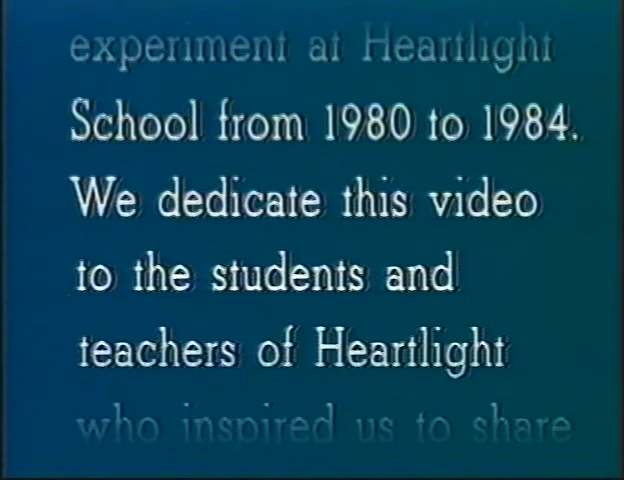 experiment at Heartlight
School from 1980 to 1984.
We dedicate this video
to the students and
teachers of Heartlight
who inspired us to share